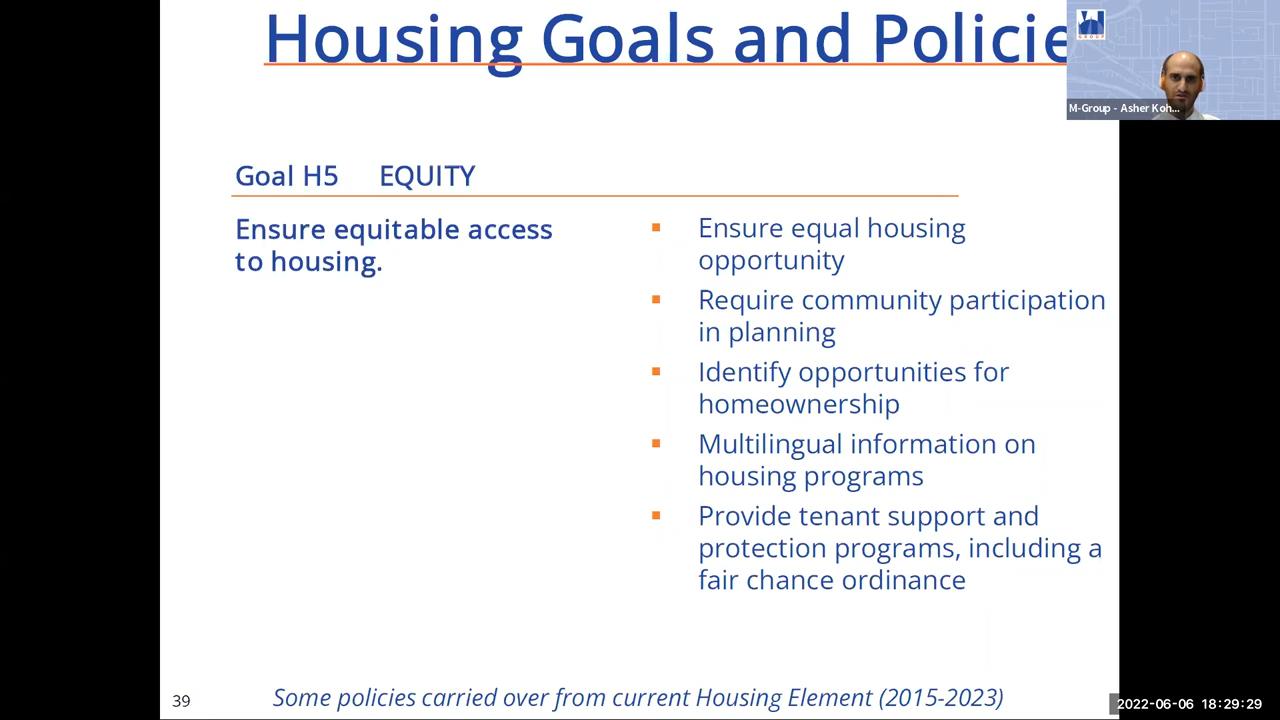 Housing Goals and Policie
GROUP
M-Group - Asher Koh...
Goal H5 EQUITY
Ensure equitable access
to housing.
▪ Ensure equal housing
opportunity
▪ Require community participation
in planning
▪ Identify opportunities for
homeownership
▪ Multilingual information on
housing programs
▪ Provide tenant support and
protection programs, including a
fair chance ordinance
39
Some policies carried over from current Housing Element (2015-2023)
2022-06-06 18:29:29